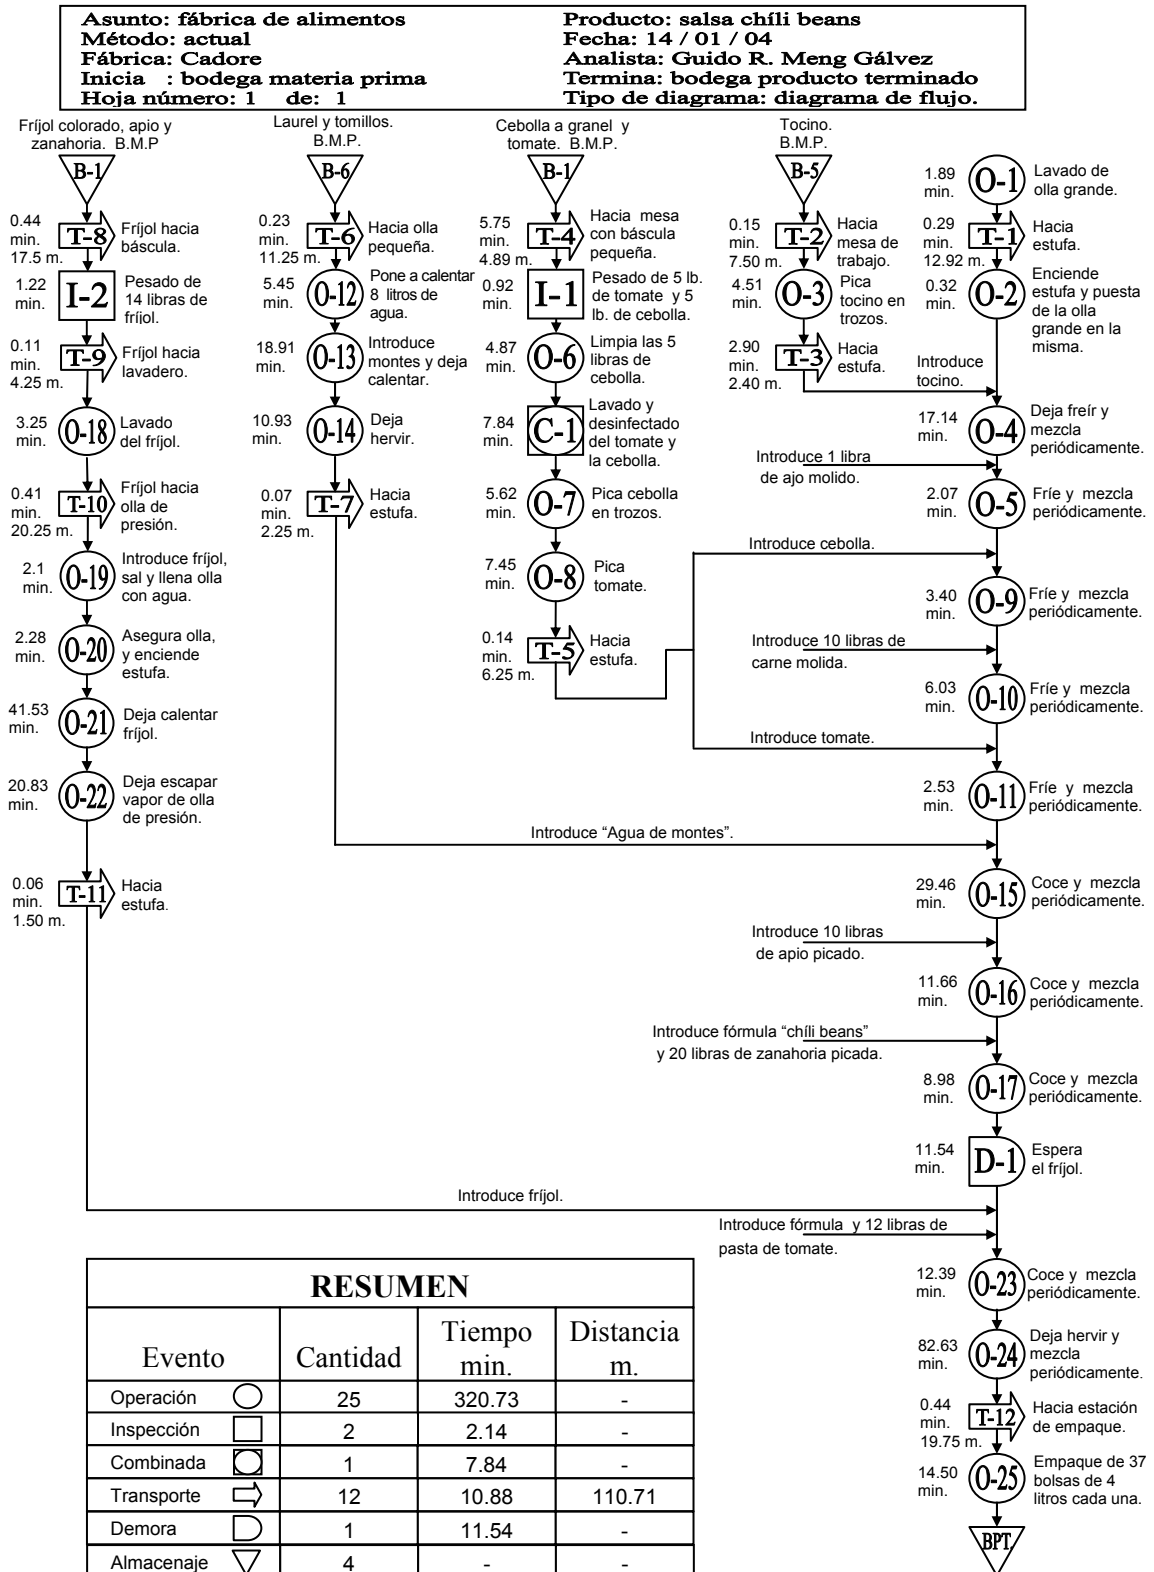 Asunto: fábrica de alimentos
Método: actual
Fábrica: Cadore
Inicia : bodega materia prima
Hoja número: 1 de: 1
Producto: salsa chíli beans
Fecha: 14 / 01 / 04
Analista: Guido R. Meng Gálvez
Termina: bodega producto terminado
Tipo de diagrama: diagrama de flujo.
Fríjol colorado, apio y
zanahoria. B.M.P
B-1
0.44
min.
17.5 m.
T-8
Fríjol hacia
báscula.
1.22
min.
I-2
Pesado de
14 libras de
fríjol.
0.11
min.
4.25 m.
T-9
Fríjol hacia
lavadero.
3.25
min.
O-18
Lavado
del fríjol.
0.41
min.
20.25 m.
T-10
Fríjol hacia
olla de
presión.
2.1
min.
O-19
Introduce fríjol,
sal y llena olla
con agua.
2.28
min.
O-20
Asegura olla,
y enciende
estufa.
41.53
min.
O-21
Deja calentar
fríjol.
20.83
min.
O-22
Deja escapar
vapor de olla
de presión.
0.06
min.
1.50 m.
T-11
Hacia
estufa.
Laurel y tomillos.
B.M.P.
B-6
0.23
min.
11.25 m.
T-6
Hacia olla
pequeña.
5.45
min.
O-12
Pone a calentar
8 litros de
agua.
18.91
min.
O-13
Introduce
montes y deja
calentar.
10.93
min.
O-14
Deja
hervir.
0.07
min.
2.25 m.
T-7
Hacia
estufa.
Cebolla a granel y
tomate. B.M.P.
B-1
5.75
min.
4.89 m.
T-4
Hacia mesa
con báscula
pequeña.
0.92
min.
I-1
Pesado de 5 lb.
de tomate y 5
lb. de cebolla.
4.87
min.
O-6
Limpia las 5
libras de
cebolla.
7.84
min.
C-1
Lavado y
desinfectado
del tomate y
la cebolla.
5.62
min.
O-7
Pica cebolla
en trozos.
7.45
min.
O-8
Pica
tomate.
0.14
min.
6.25 m.
T-5
Hacia
estufa.
Tocino.
B.M.P.
B-5
0.15
min.
7.50 m.
T-2
Hacia
mesa de
trabajo.
4.51
min.
O-3
Pica
tocino en
trozos.
2.90
min.
2.40 m.
T-3
Hacia
estufa.
1.89
min.
O-1
Lavado de
olla grande.
0.29
min.
12.92 m.
T-1
Hacia
estufa.
0.32
min.
O-2
Enciende
estufa y puesta
de la olla
grande en la
misma.
Introduce
tocino.
17.14
min.
O-4
Deja freír y
mezcla
periódicamente.
Introduce 1 libra
de ajo molido.
2.07
min.
O-5
Fríe y mezcla
periódicamente.
Introduce cebolla.
3.40
min.
O-9
Fríe y mezcla
periódicamente.
Introduce 10 libras de
carne molida.
6.03
min.
O-10
Fríe y mezcla
periódicamente.
Introduce tomate.
2.53
min.
O-11
Fríe y mezcla
periódicamente.
Introduce “Agua de montes”.
29.46
min.
O-15
Coce y mezcla
periódicamente.
Introduce 10 libras
de apio picado.
11.66
min.
O-16
Coce y mezcla
periódicamente.
Introduce fórmula “chíli beans”
y 20 libras de zanahoria picada.
8.98
min.
O-17
Coce y mezcla
periódicamente.
11.54
min.
D-1
Espera
el fríjol.
Introduce fríjol.
Introduce fórmula y 12 libras de
pasta de tomate.
12.39
min.
O-23
Coce y mezcla
periódicamente.
82.63
min.
O-24
Deja hervir y
mezcla
periódicamente.
0.44
min.
19.75 m.
T-12
Hacia estación
de empaque.
14.50
min.
O-25
Empaque de 37
bolsas de 4
litros cada una.
BPT.
RESUMEN
Evento Cantidad Tiempo min. Distancia m.
Operación 25 320.73 -
Inspección 2 2.14 -
Combinada 1 7.84 -
Transporte 12 10.88 110.71
Demora 1 11.54 -
Almacenaje 4 - -